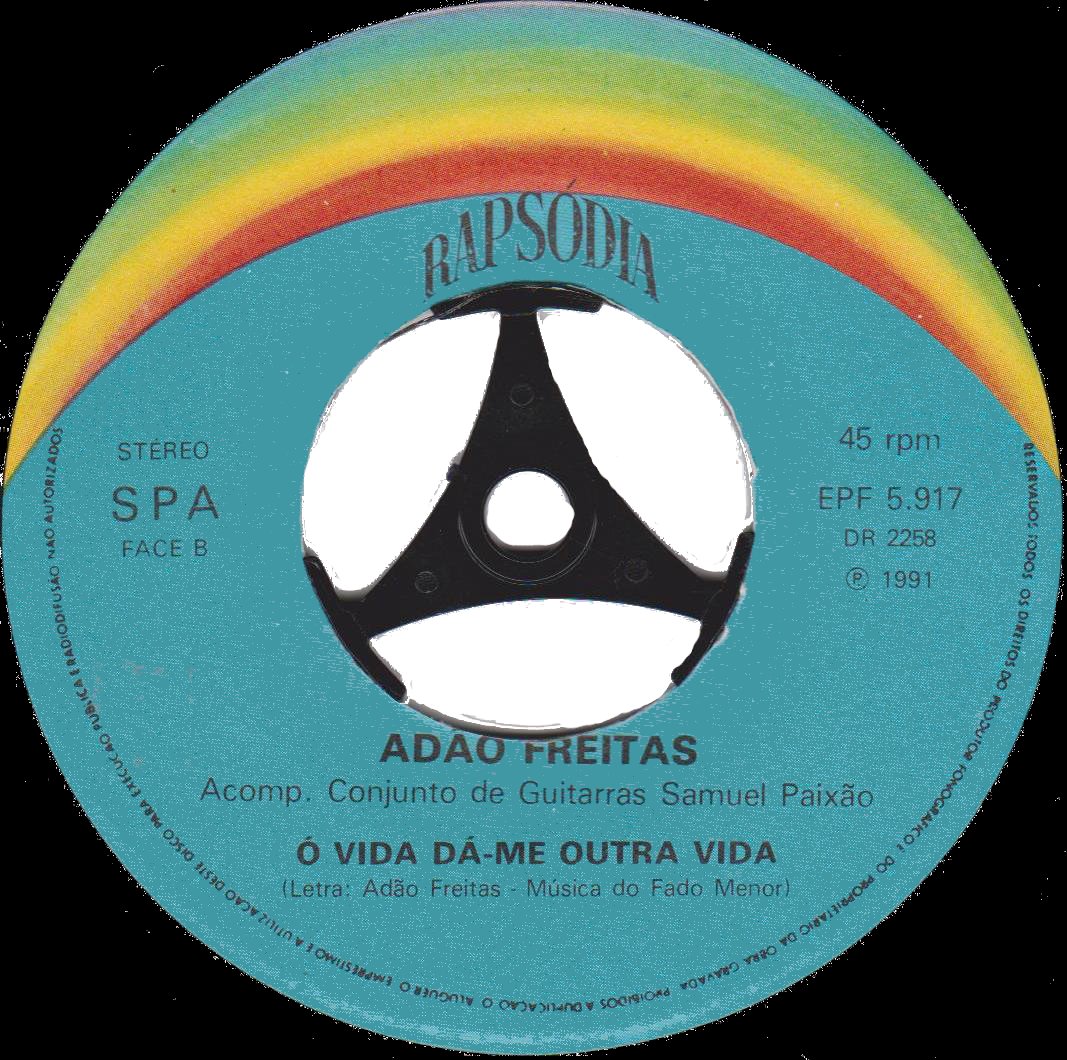 RAPSÓDIA
STÉREO
SPA
FACE B
45 rpm
EPF 5.917
DR 2258
℗ 1991
ADÃO FREITAS
Acomp. Conjunto de Guitarras Samuel Paixão
Ó VIDA DÁ-ME OUTRA VIDA
(Letra: Adão Freitas - Música do Fado Menor)
RESERVADOS TODOS OS DIREITOS DO PRODUTOR FONOGRÁFICO E DO PROPRIETÁRIO DA OBRA GRAVADA PROIBIDOS A DUPLICAÇÃO O ALUGUER O EMPRÉSTIMO E A UTILIZAÇÃO DESTE DISCO PARA EXECUÇÃO PÚBLICA E RADIODIFUSÃO NÃO AUTORIZADOS